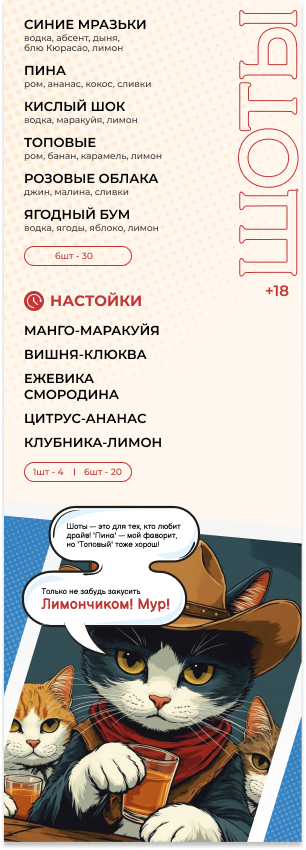 ШОТЫ
+18
СИНИЕ МРАЗЬКИ
водка, абсент, дыня,
блю Кюрасао, лимон
ПИНА
ром, ананас, кокос, сливки
КИСЛЫЙ ШОК
водка, маракуйя, лимон
ТОПОВЫЕ
ром, банан, карамель, лимон
РОЗОВЫЕ ОБЛАКА
джин, малина, сливки
ЯГОДНЫЙ БУМ
водка, ягоды, яблоко, лимон
6шт - 30
НАСТОЙКИ
МАНГО-МАРАКУЙЯ
ВИШНЯ-КЛЮКВА
ЕЖЕВИКА
СМОРОДИНА
ЦИТРУС-АНАНАС
КЛУБНИКА-ЛИМОН
1шт - 4 | 6шт - 20
Шоты — это для тех, кто любит
драйв! 'Пина' — мой фаворит,
но 'Топовый' тоже хорош!
Только не забудь закусить
Лимончиком! Мур!